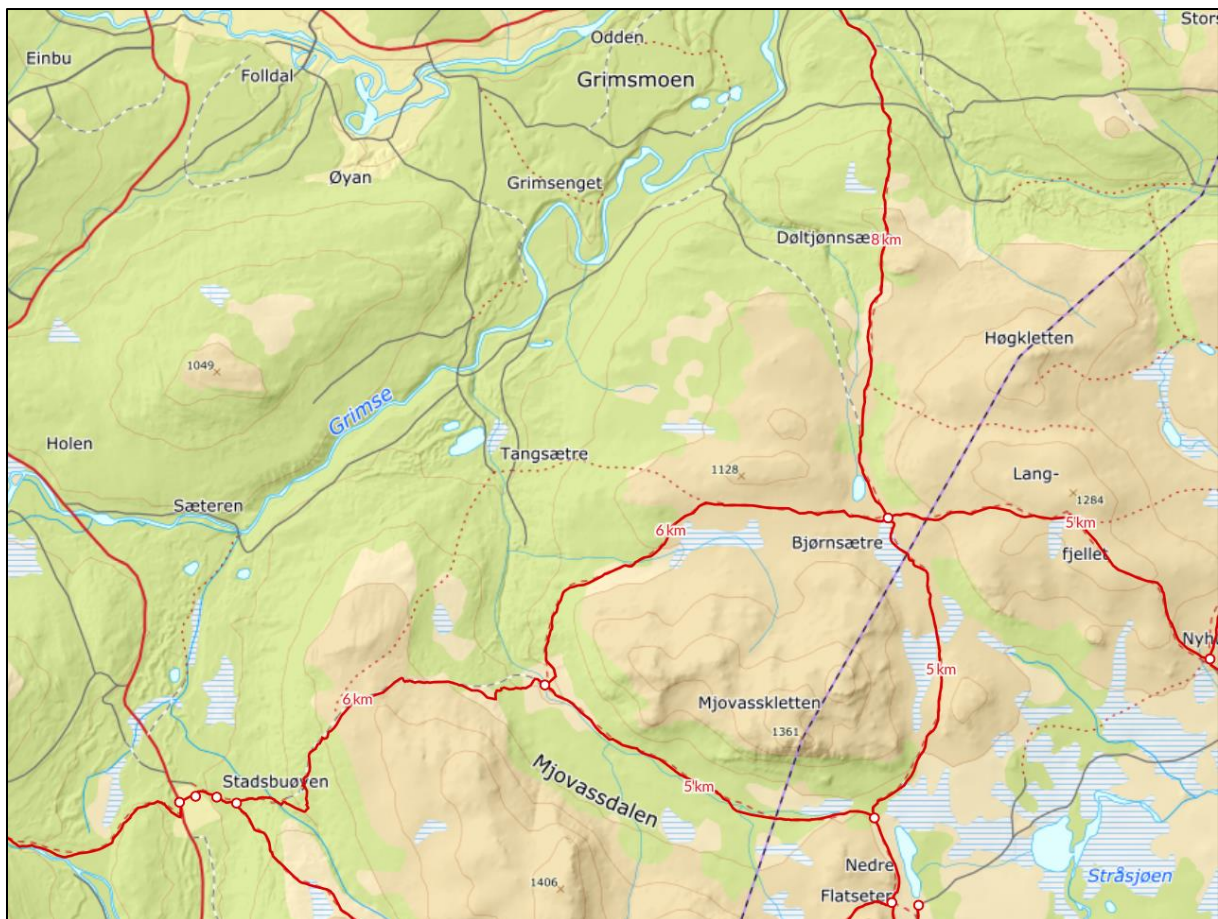 Stors
Odden
Einbu
Folldal
Grimsmoen
Øyan
Grimsenget
Døltjønnsæ
8 km
Høgkletten
1049
Grimse
Holen
Tangsætre
1128
Lang-
1284
Sæteren
6 km
5 km
Bjørnsætre
fjellet
Nyh
5 km
6 km
Mjovasskletten
1361
Stadsbuøyen
Mjovassdalen
5 km
Nedre
Flatseter
Stråsjøen
1406